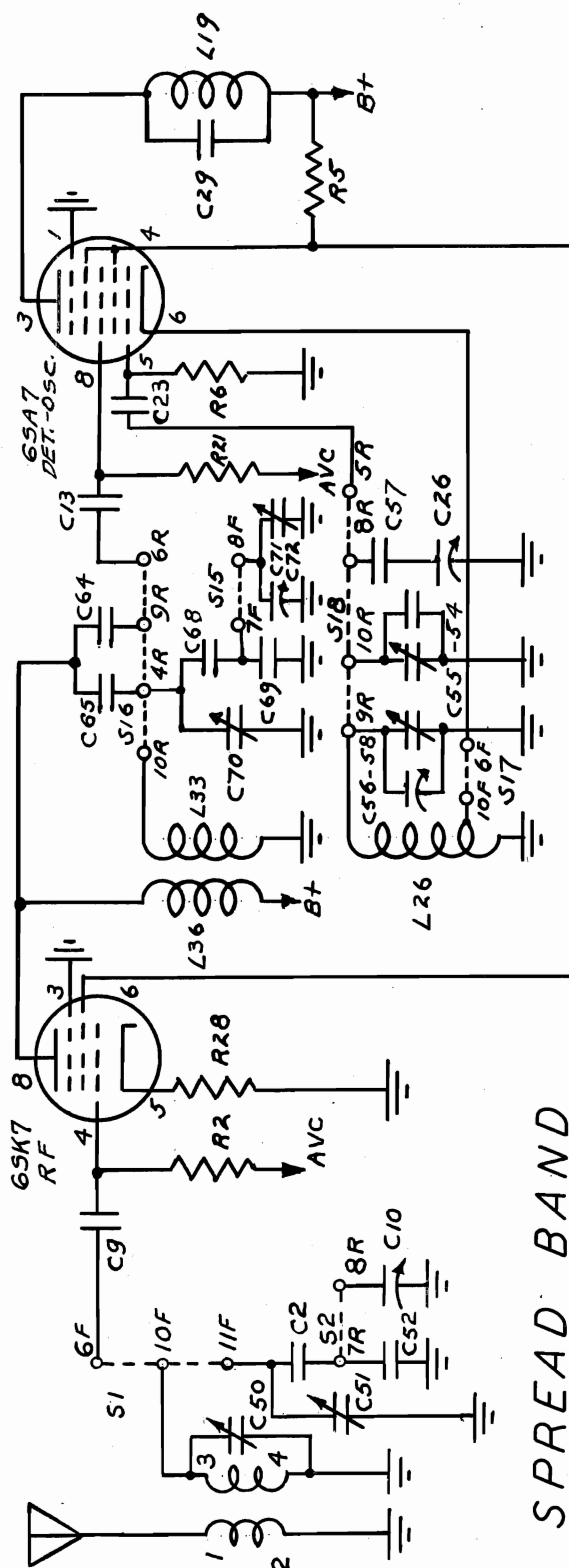 1
2
3
4
C50
S1
6F
10F
11F
C51
C2
S2
7R
8R
C52
C10
C9
R2
AVC
6SK7
RF
4
8
3
6
5
R28
L36
B+
L33
C65
C64
S16
10R
4R
9R
6R
C70
C68
C69
S15
7F
8F
C71
C72
C13
R21
AVC
6SA7
DET.-OSC.
8
3
1
4
5
6
C23
R6
L26
C56-58
9R
S18
10R
8R
5R
C55
-54
C57
C26
10F
6F
S17
C29
L19
R5
B+
SPREAD BAND